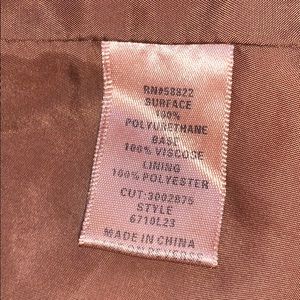 RN#58822
SURFACE
100%
POLYURETHANE
BASE
100% VISCOSE
LINING
100% POLYESTER
CUT:3002875
STYLE
6710L23
MADE IN CHINA